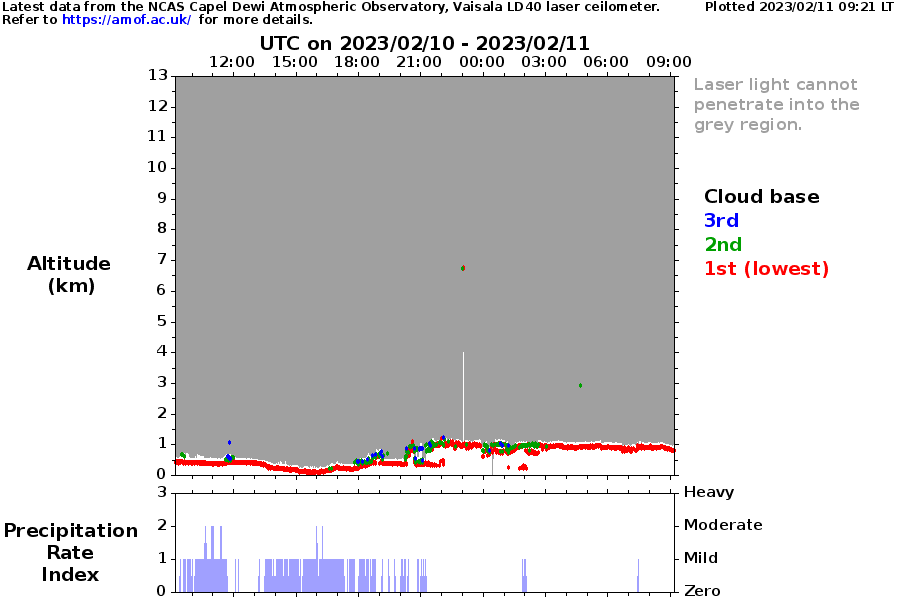 Latest data from the NCAS Capel Dewi Atmospheric Observatory, Vaisala LD40 laser ceilometer. Plotted 2023/02/11 09:21 LT
Refer to https://amof.ac.uk/ for more details.
UTC on 2023/02/10 - 2023/02/11
12:00 15:00 18:00 21:00 00:00 03:00 06:00 09:00
13
12
11
10
9
8
7
6
5
4
3
2
1
0
Altitude
(km)
Laser light cannot
penetrate into the
grey region.
Cloud base
3rd
2nd
1st (lowest)
3 Heavy
2 Moderate
1 Mild
0 Zero
Precipitation
Rate
Index